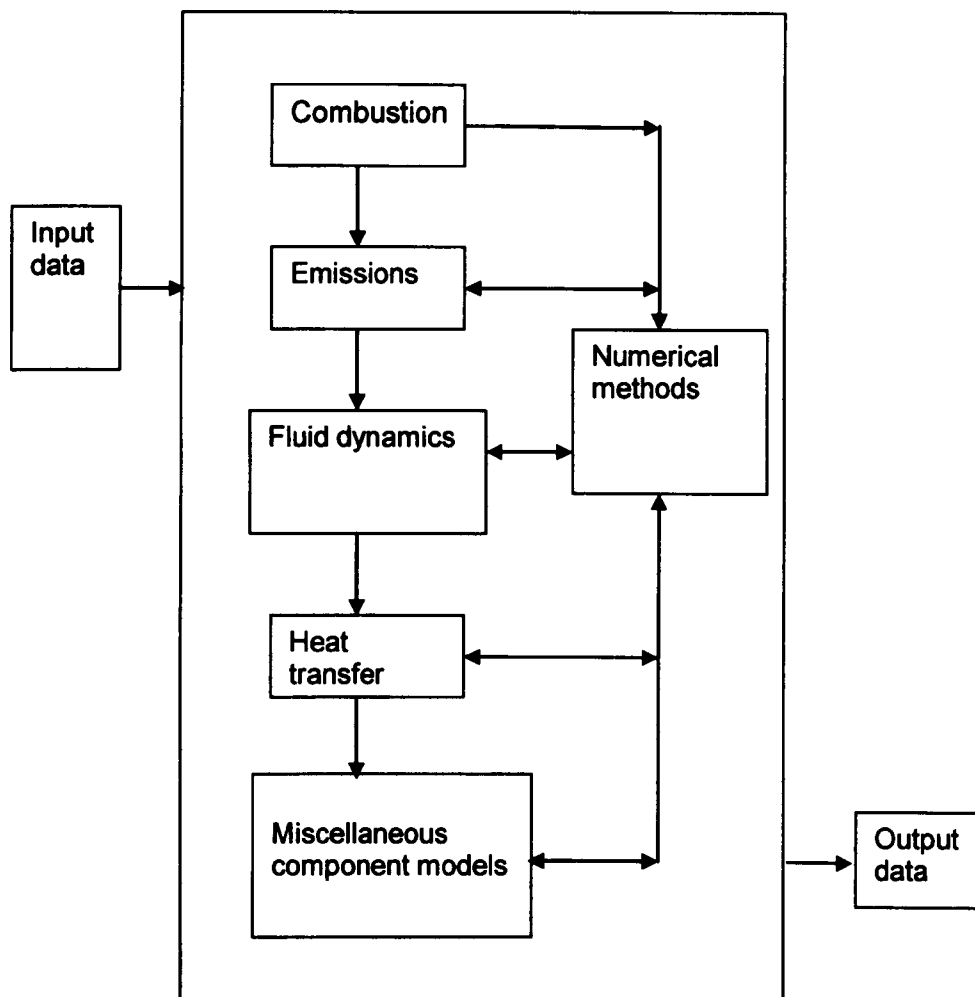 Combustion
Input
data
Emissions
Numerical
methods
Fluid dynamics
Heat
transfer
Miscellaneous
component models
Output
data